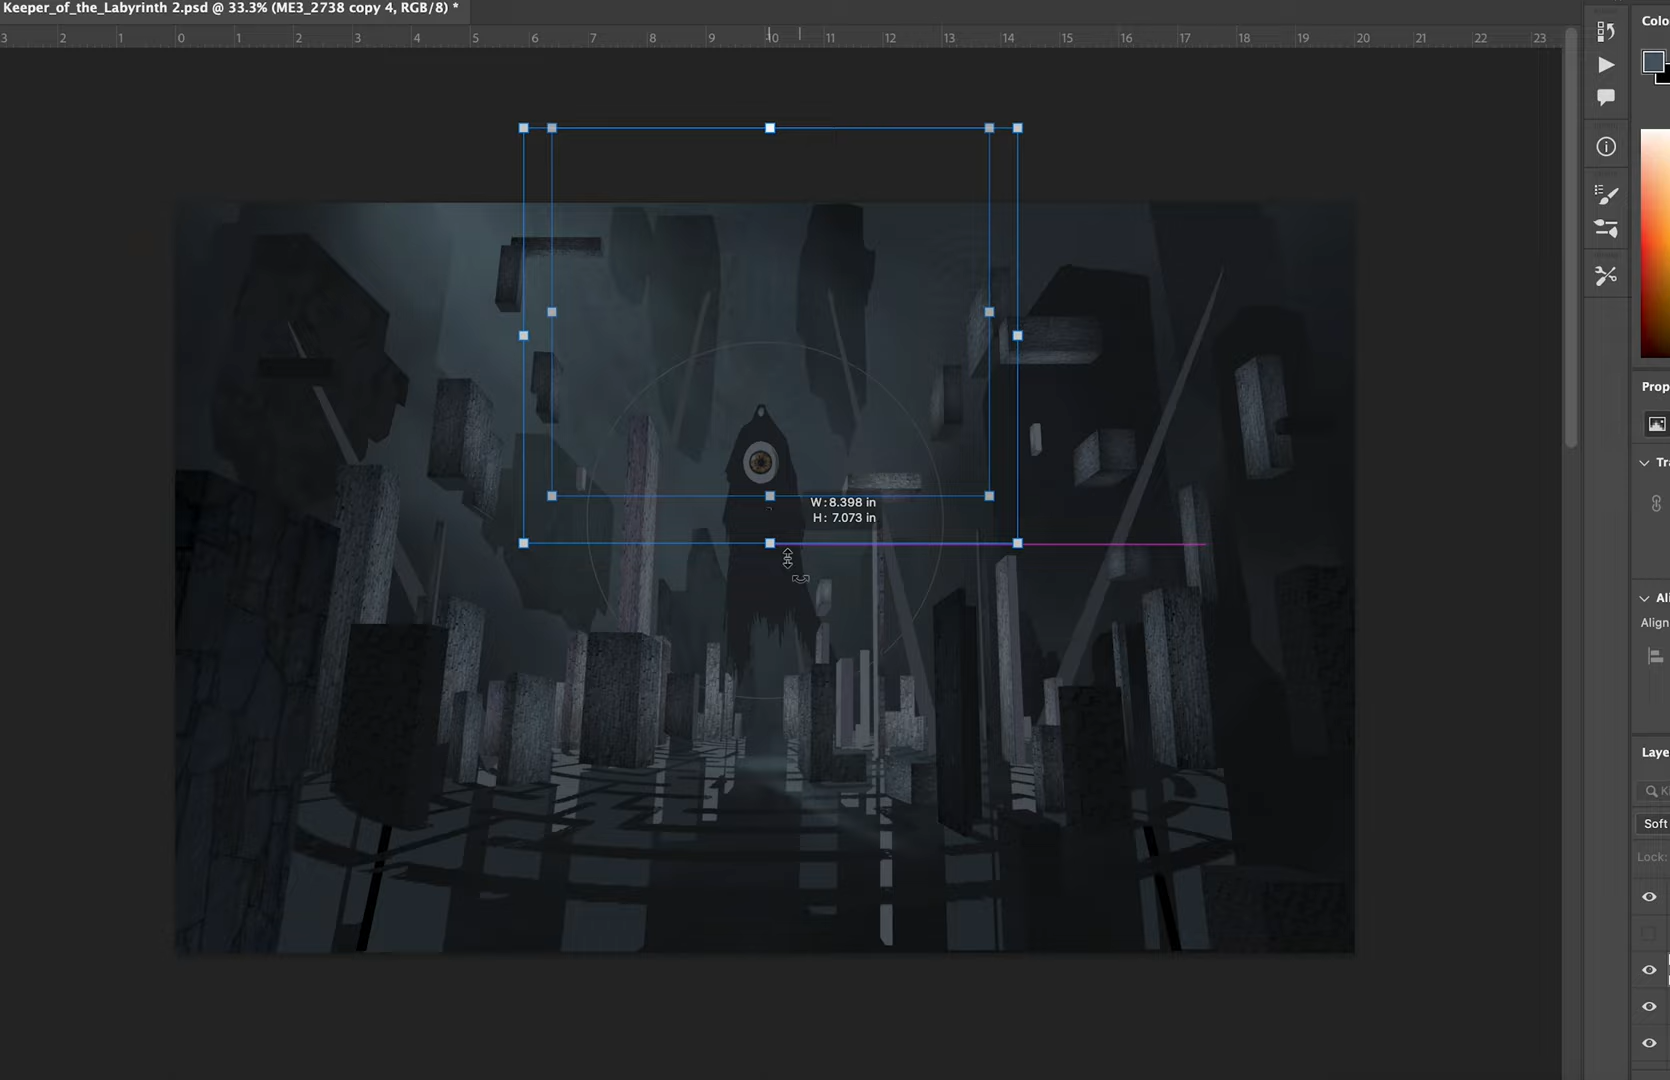 Keeper_of_the_Labyrinth 2.psd @ 33.3% (ME3_2738 copy 4, RGB/8) *
Colo
3 2 1 0 1 2 3 4 5 6 7 8 9 10 11 12 13 14 15 16 17 18 19 20 21 22 23
Prop
Tra
W: 8.398 in
H: 7.073 in
Ali
Align
Laye
K
Soft
Lock: